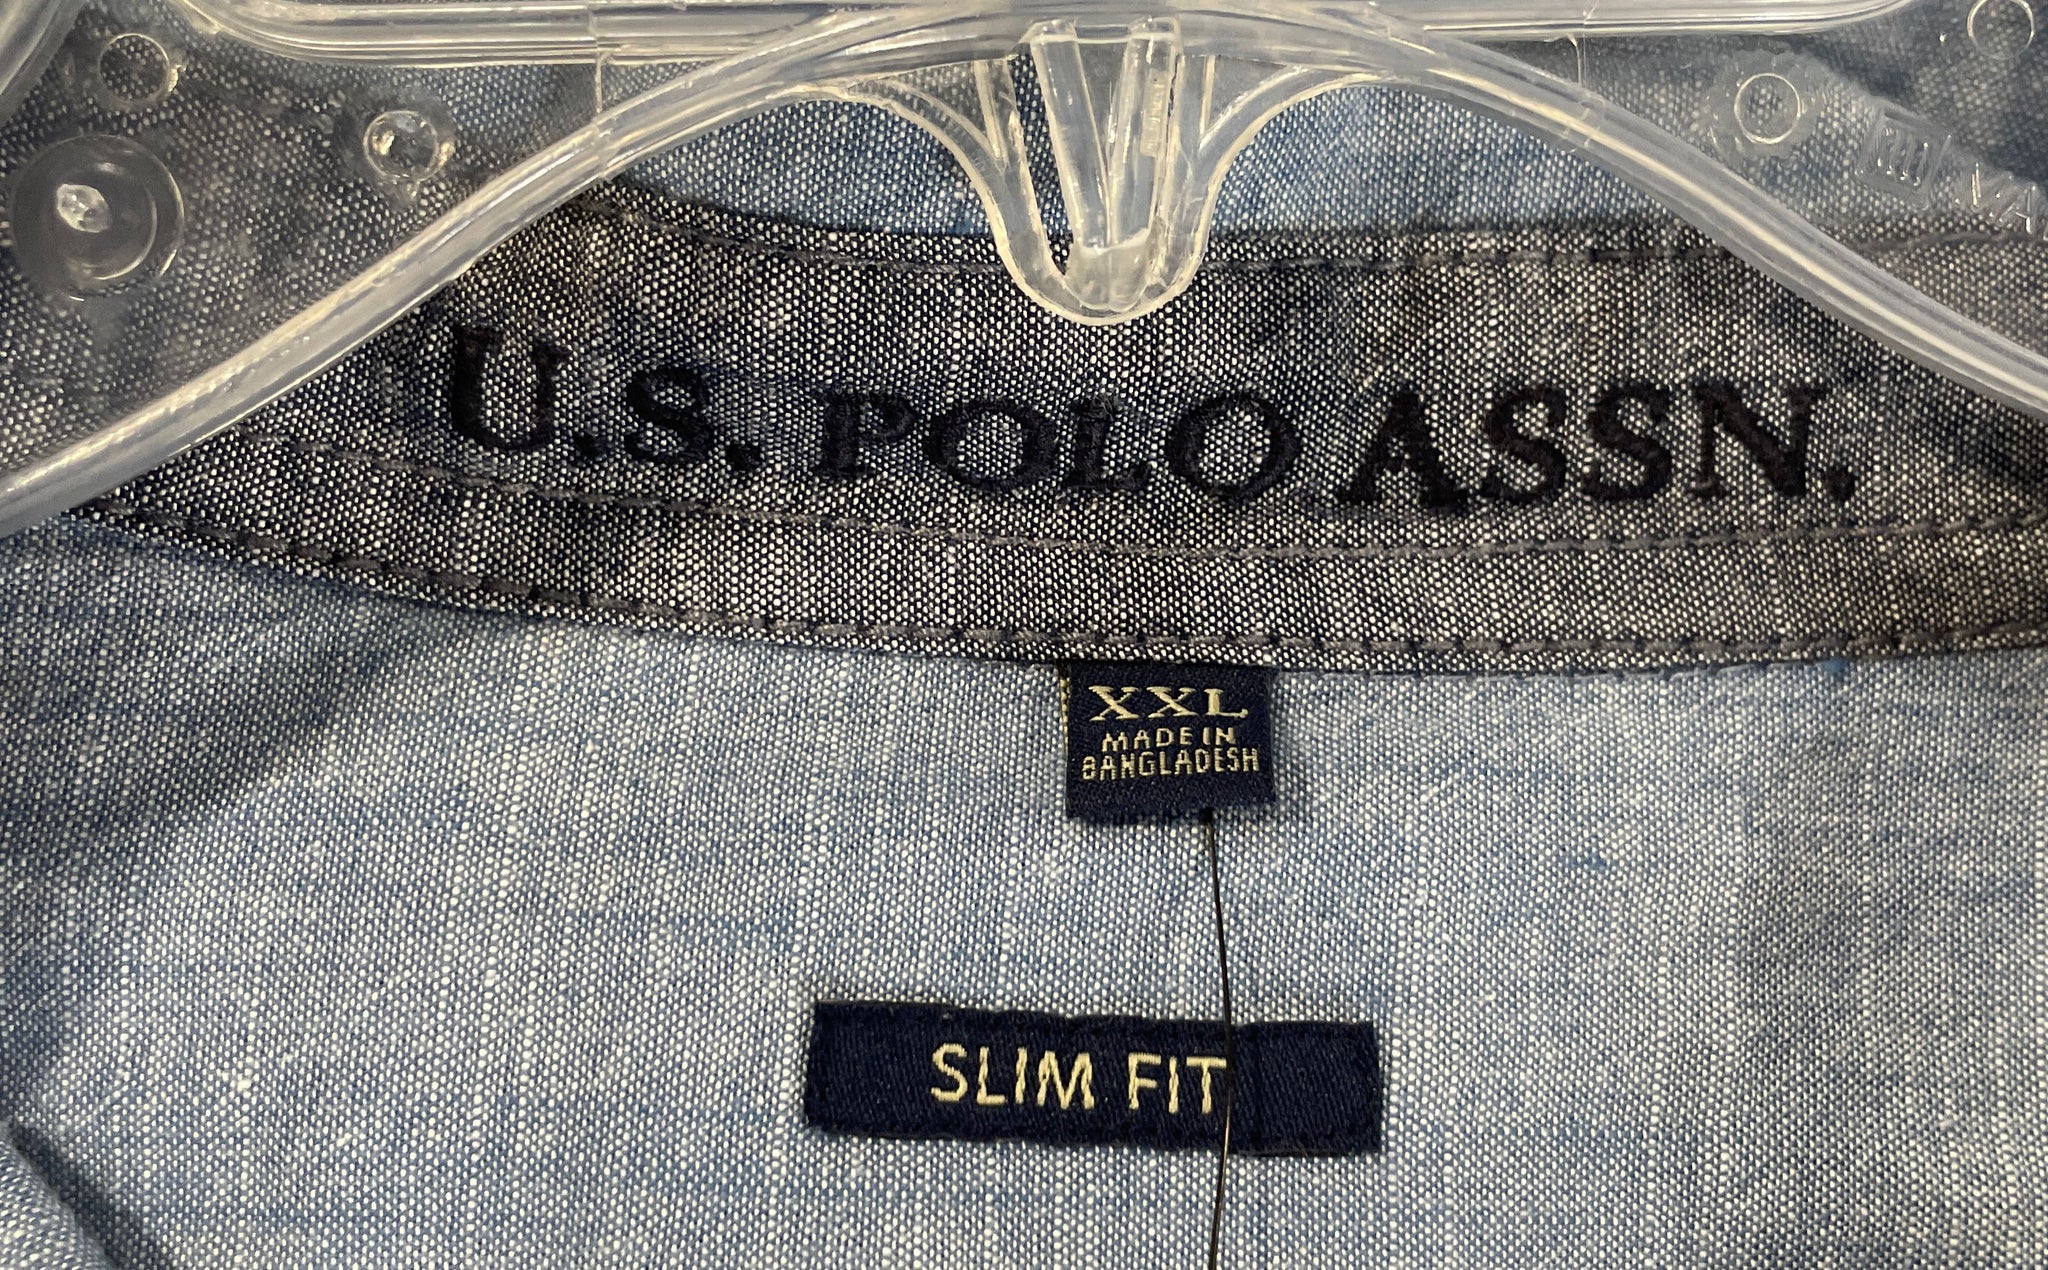 U.S. POLO ASSN.
XXL
MADE IN
BANGLADESH
SLIM FIT